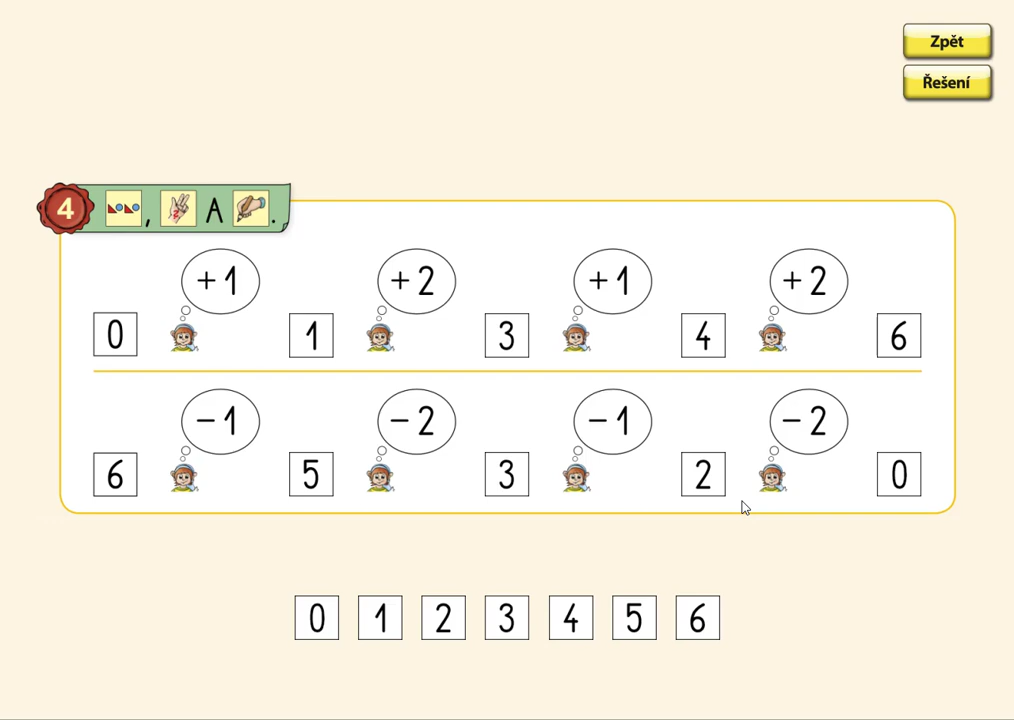 Zpět
Řešení
4 , A .
+1 +2 +1 +2
0 1 3 4 6
-1 -2 -1 -2
6 5 3 2 0
0 1 2 3 4 5 6